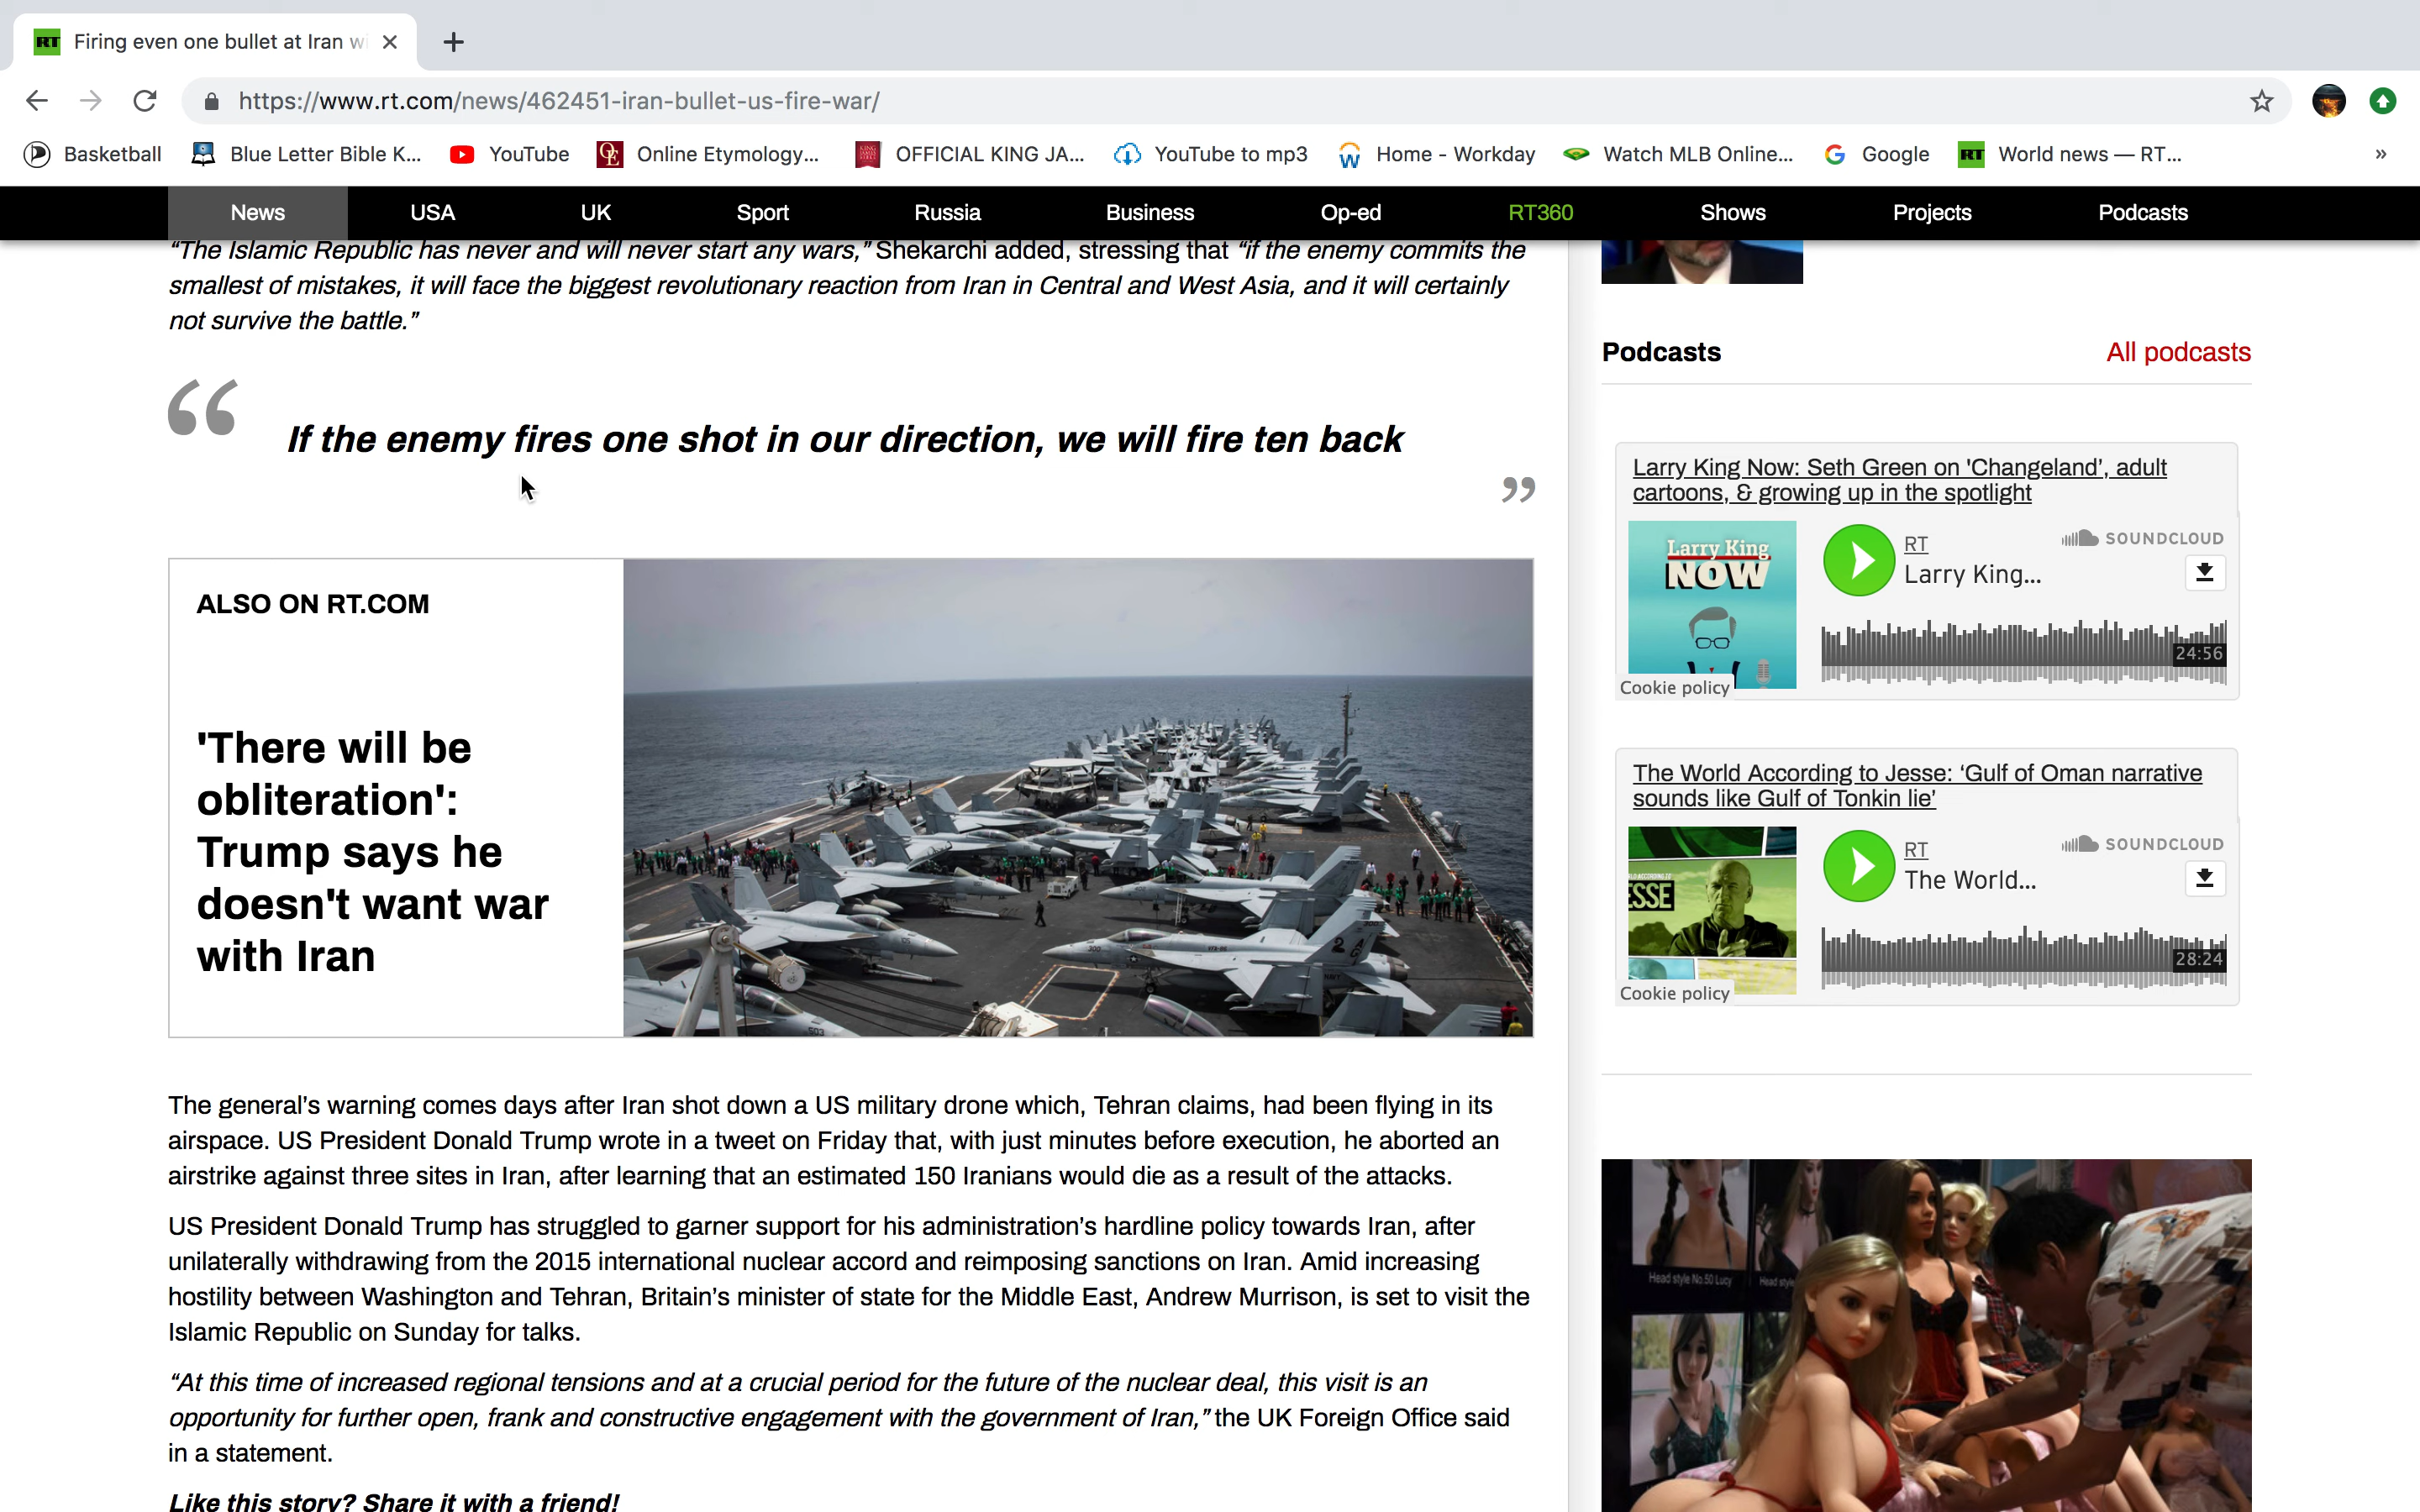 RT Firing even one bullet at Iran w
https://www.rt.com/news/462451-iran-bullet-us-fire-war/
Basketball Blue Letter Bible K... YouTube Online Etymology... OFFICIAL KING JA... YouTube to mp3 Home - Workday Watch MLB Online... Google RT World news — RT... »
News USA UK Sport Russia Business Op-ed RT360 Shows Projects Podcasts
“The Islamic Republic has never and will never start any wars,” Shekarchi added, stressing that “if the enemy commits the
smallest of mistakes, it will face the biggest revolutionary reaction from Iran in Central and West Asia, and it will certainly
not survive the battle.”
“ If the enemy fires one shot in our direction, we will fire ten back ”
ALSO ON RT.COM
'There will be
obliteration':
Trump says he
doesn't want war
with Iran
The general’s warning comes days after Iran shot down a US military drone which, Tehran claims, had been flying in its
airspace. US President Donald Trump wrote in a tweet on Friday that, with just minutes before execution, he aborted an
airstrike against three sites in Iran, after learning that an estimated 150 Iranians would die as a result of the attacks.
US President Donald Trump has struggled to garner support for his administration’s hardline policy towards Iran, after
unilaterally withdrawing from the 2015 international nuclear accord and reimposing sanctions on Iran. Amid increasing
hostility between Washington and Tehran, Britain’s minister of state for the Middle East, Andrew Murrison, is set to visit the
Islamic Republic on Sunday for talks.
“At this time of increased regional tensions and at a crucial period for the future of the nuclear deal, this visit is an
opportunity for further open, frank and constructive engagement with the government of Iran,” the UK Foreign Office said
in a statement.
Like this story? Share it with a friend!
Podcasts All podcasts
Larry King Now: Seth Green on 'Changeland', adult
cartoons, & growing up in the spotlight
Larry King
NOW
RT
SOUNDCLOUD
Larry King...
24:56
Cookie policy
The World According to Jesse: ‘Gulf of Oman narrative
sounds like Gulf of Tonkin lie’
ESSE
RT
SOUNDCLOUD
The World...
28:24
Cookie policy
Head style No.50 Lucy Head style